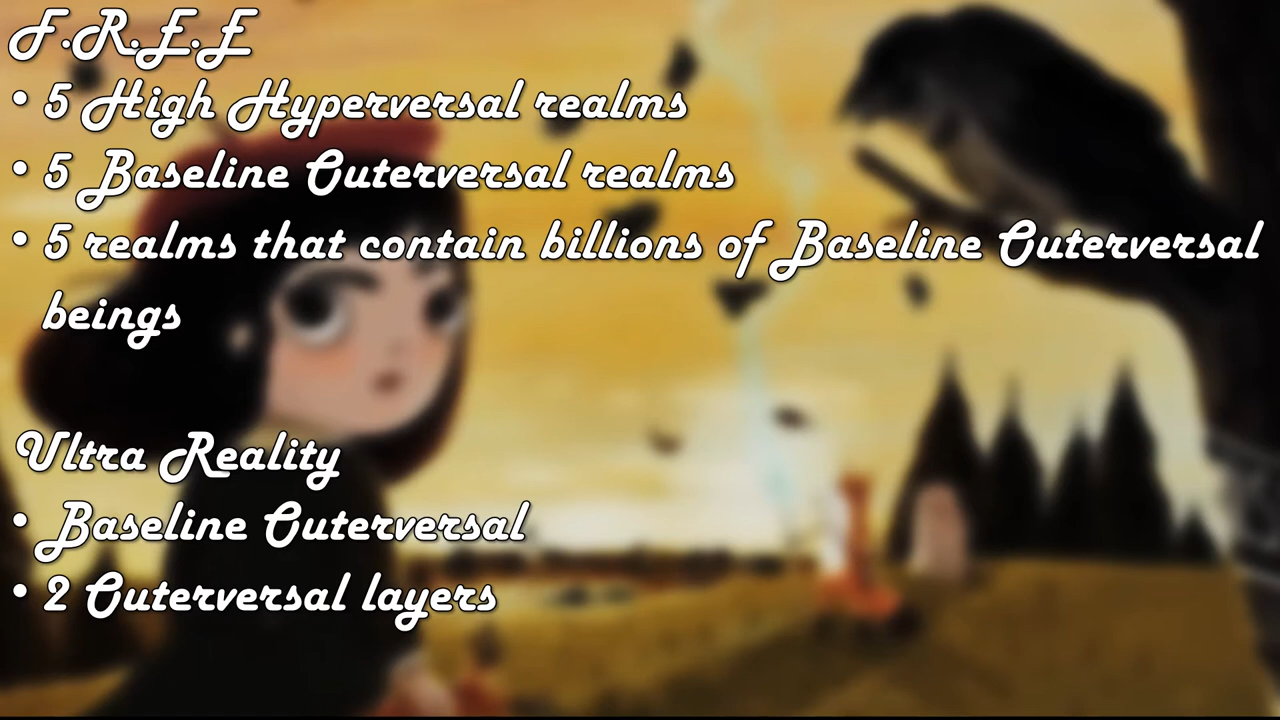 F.R.E.E
• 5 High Hyperversal realms
• 5 Baseline Outerversal realms
• 5 realms that contain billions of Baseline Outerversal
beings
Ultra Reality
• Baseline Outerversal
• 2 Outerversal layers